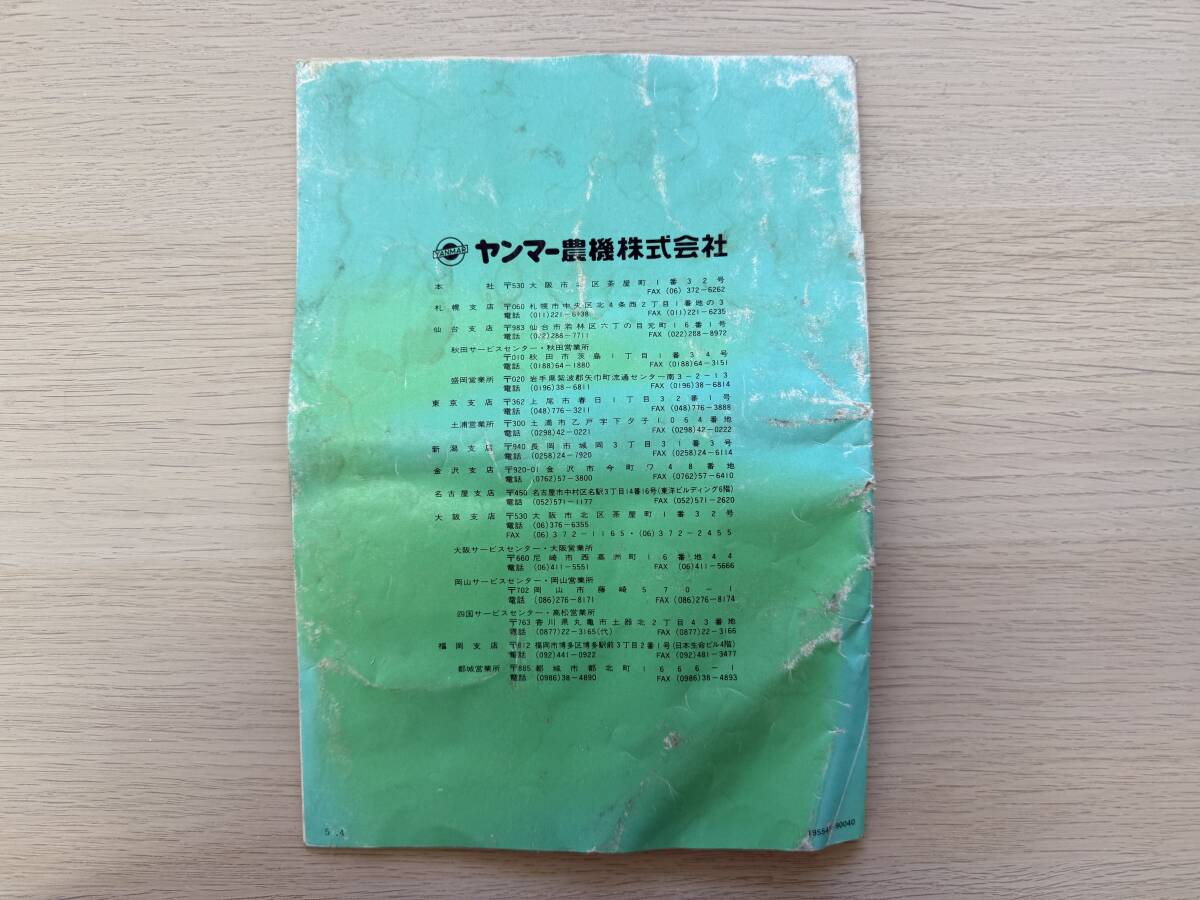 YANMAR ヤンマー農機株式会社
本社 〒530 大阪市北区茶屋町1番32号
FAX (06) 372-6262
札幌支店 〒060 札幌市中央区北4条西2丁目1番地の3
電話 (011)221-6138 FAX (011)221-6235
仙台支店 〒983 仙台市若林区六丁の目元町16番1号
電話 (022)288-7711 FAX (022)288-8972
秋田サービスセンター・秋田営業所
〒010 秋田市茨島1丁目1番34号
電話 (0188)64-1880 FAX (0188)64-3151
盛岡営業所 〒020 岩手県紫波郡矢巾町流通センター南3-2-13
電話 (0196)38-6811 FAX (0196)38-6814
東京支店 〒362 上尾市春日1丁目32番1号
電話 (048)776-3211 FAX (048)776-3888
土浦営業所 〒300 土浦市乙戸字下夕子1064番地
電話 (0298)42-0221 FAX (0298)42-0222
新潟支店 〒940 長岡市城岡3丁目31番3号
電話 (0258)24-7920 FAX (0258)24-6114
金沢支店 〒920-01 金沢市今町ワ48番地
電話 (0762)57-3800 FAX (0762)57-6410
名古屋支店 〒450 名古屋市中村区名駅3丁目14番16号(東洋ビルディング6階)
電話 (052)571-1177 FAX (052)571-2620
大阪支店 〒530 大阪市北区茶屋町1番32号
電話 (06)376-6355
FAX (06)372-1165・(06)372-2455
大阪サービスセンター・大阪営業所
〒660 尼崎市西高洲町16番地44
電話 (06)411-5551 FAX (06)411-5666
岡山サービスセンター・岡山営業所
〒702 岡山市藤崎570-1
電話 (086)276-8171 FAX (086)276-8174
四国サービスセンター・高松営業所
〒763 香川県丸亀市土器北2丁目43番地
電話 (0877)22-3165(代) FAX (0877)22-3166
福岡支店 〒812 福岡市博多区博多駅前3丁目2番1号(日本生命ビル4階)
電話 (092)441-0922 FAX (092)481-3477
都城営業所 〒885 都城市都北町1666-1
電話 (0986)38-4890 FAX (0986)38-4893